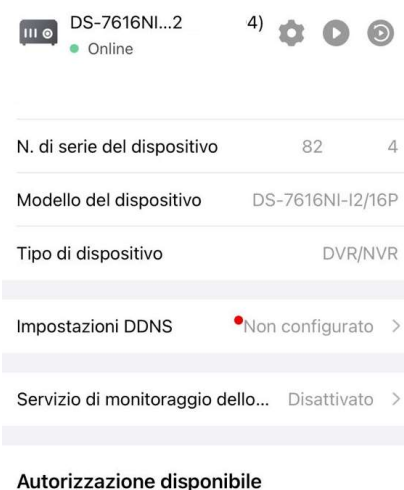 DS-7616NI...2 4)
Online
N. di serie del dispositivo 82 4
Modello del dispositivo DS-7616NI-I2/16P
Tipo di dispositivo DVR/NVR
Impostazioni DDNS Non configurato >
Servizio di monitoraggio dello... Disattivato >
Autorizzazione disponibile